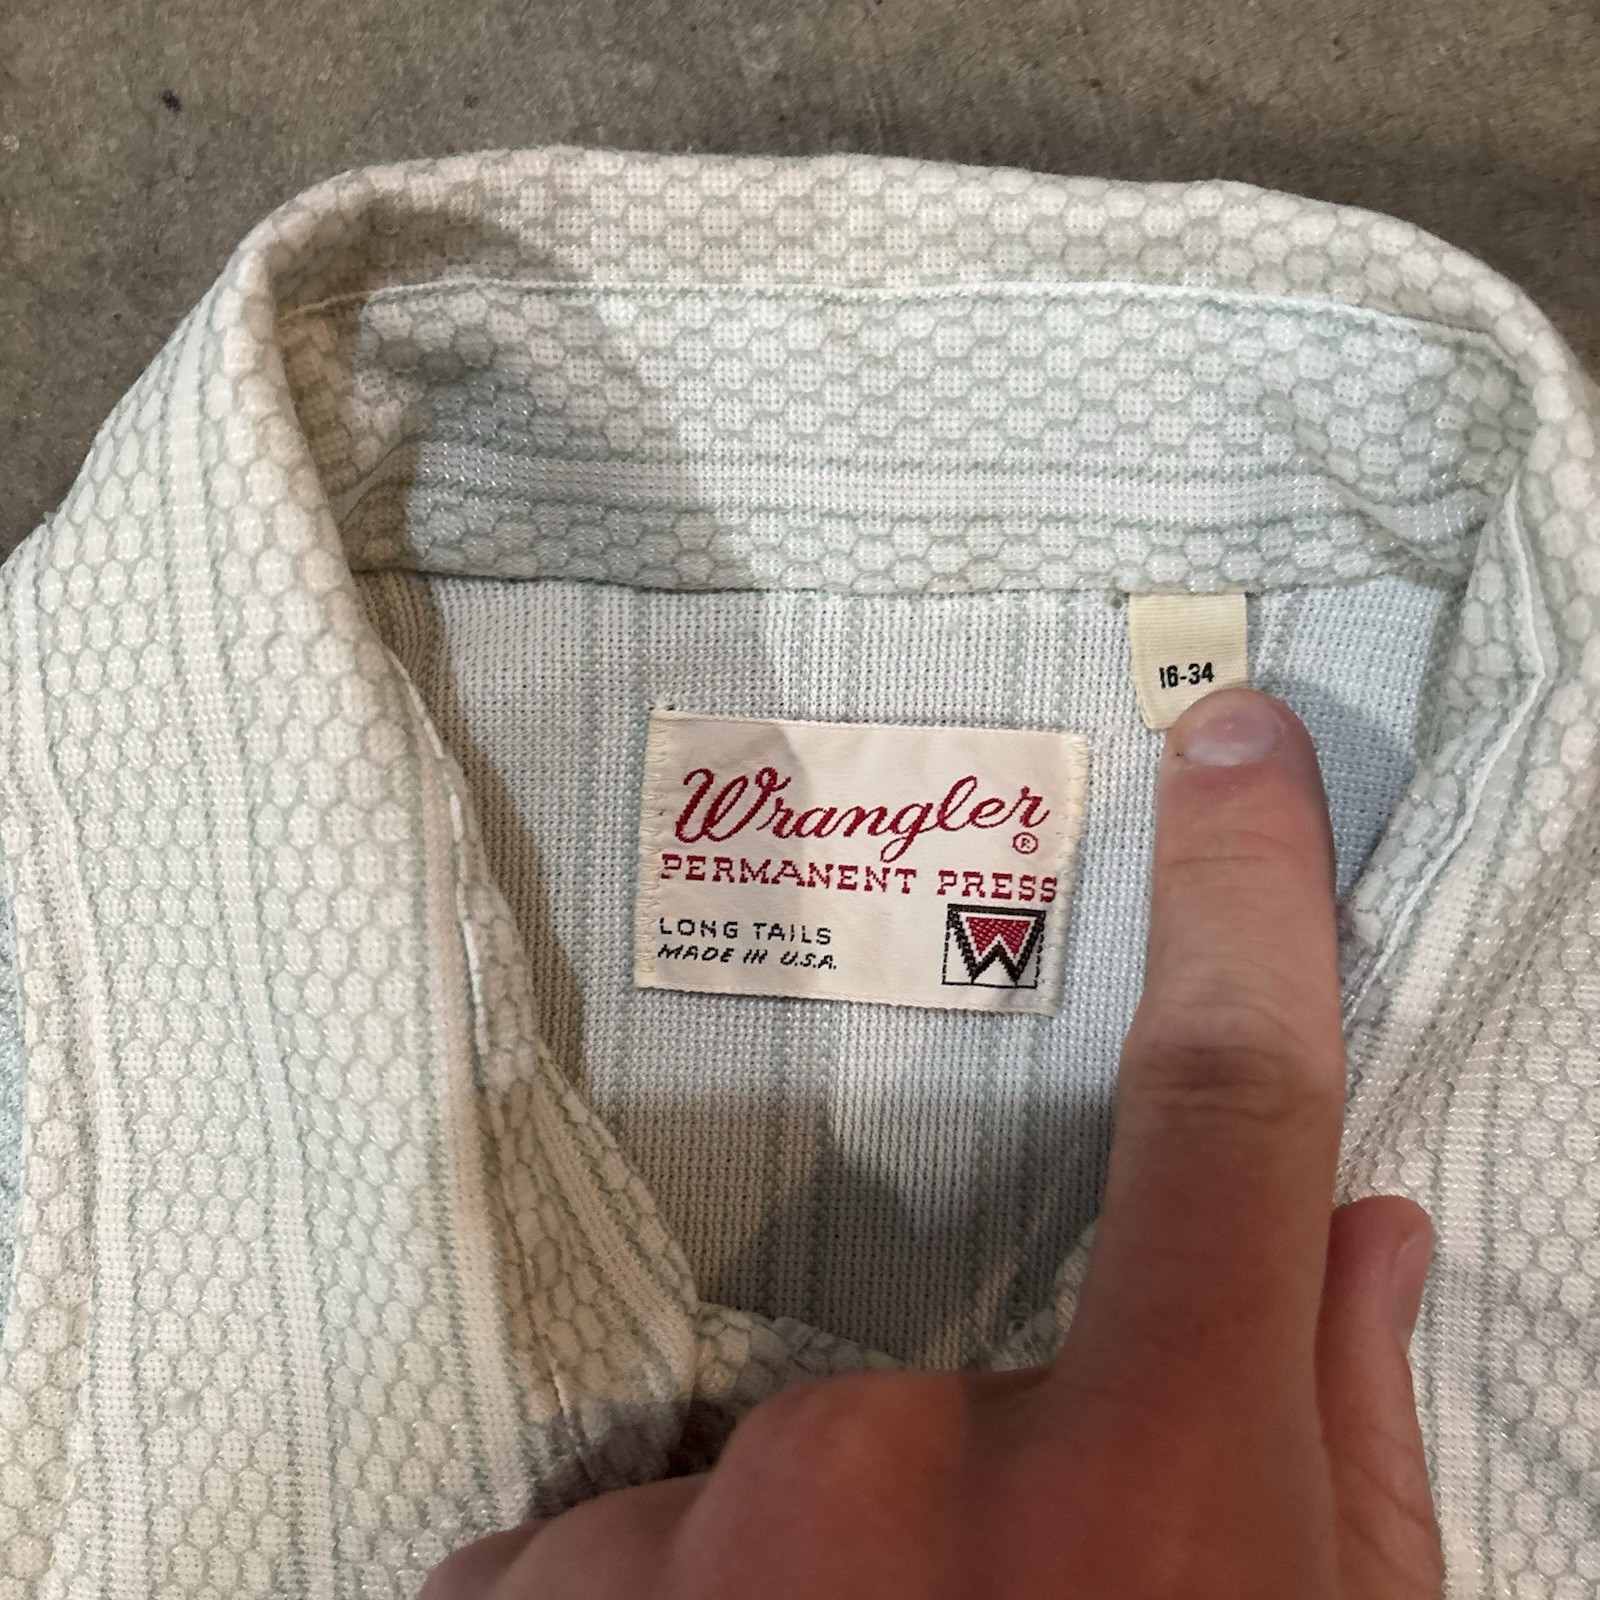 16-34
Wrangler®
PERMANENT PRESS
LONG TAILS
MADE IN U.S.A.
W